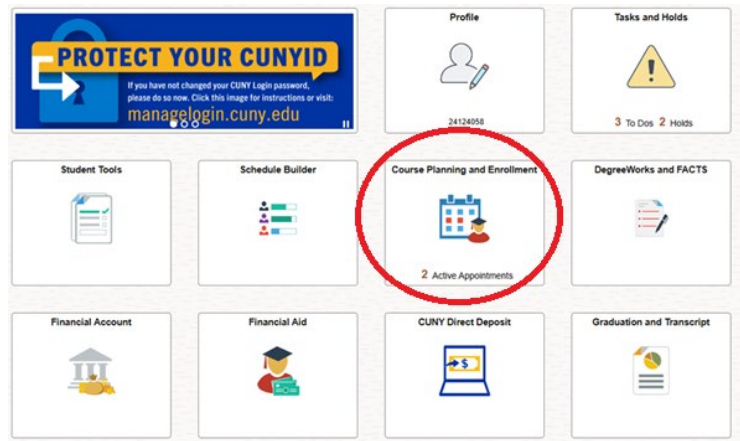 PROTECT YOUR CUNYID
If you have not changed your CUNY Login password,
please do so now. Click this image for instructions or visit:
managelogin.cuny.edu
Profile
24124058
Tasks and Holds
3 To Dos 2 Holds
Student Tools
Schedule Builder
Course Planning and Enrollment
2 Active Appointments
DegreeWorks and FACTS
Financial Account
Financial Aid
CUNY Direct Deposit
$
Graduation and Transcript